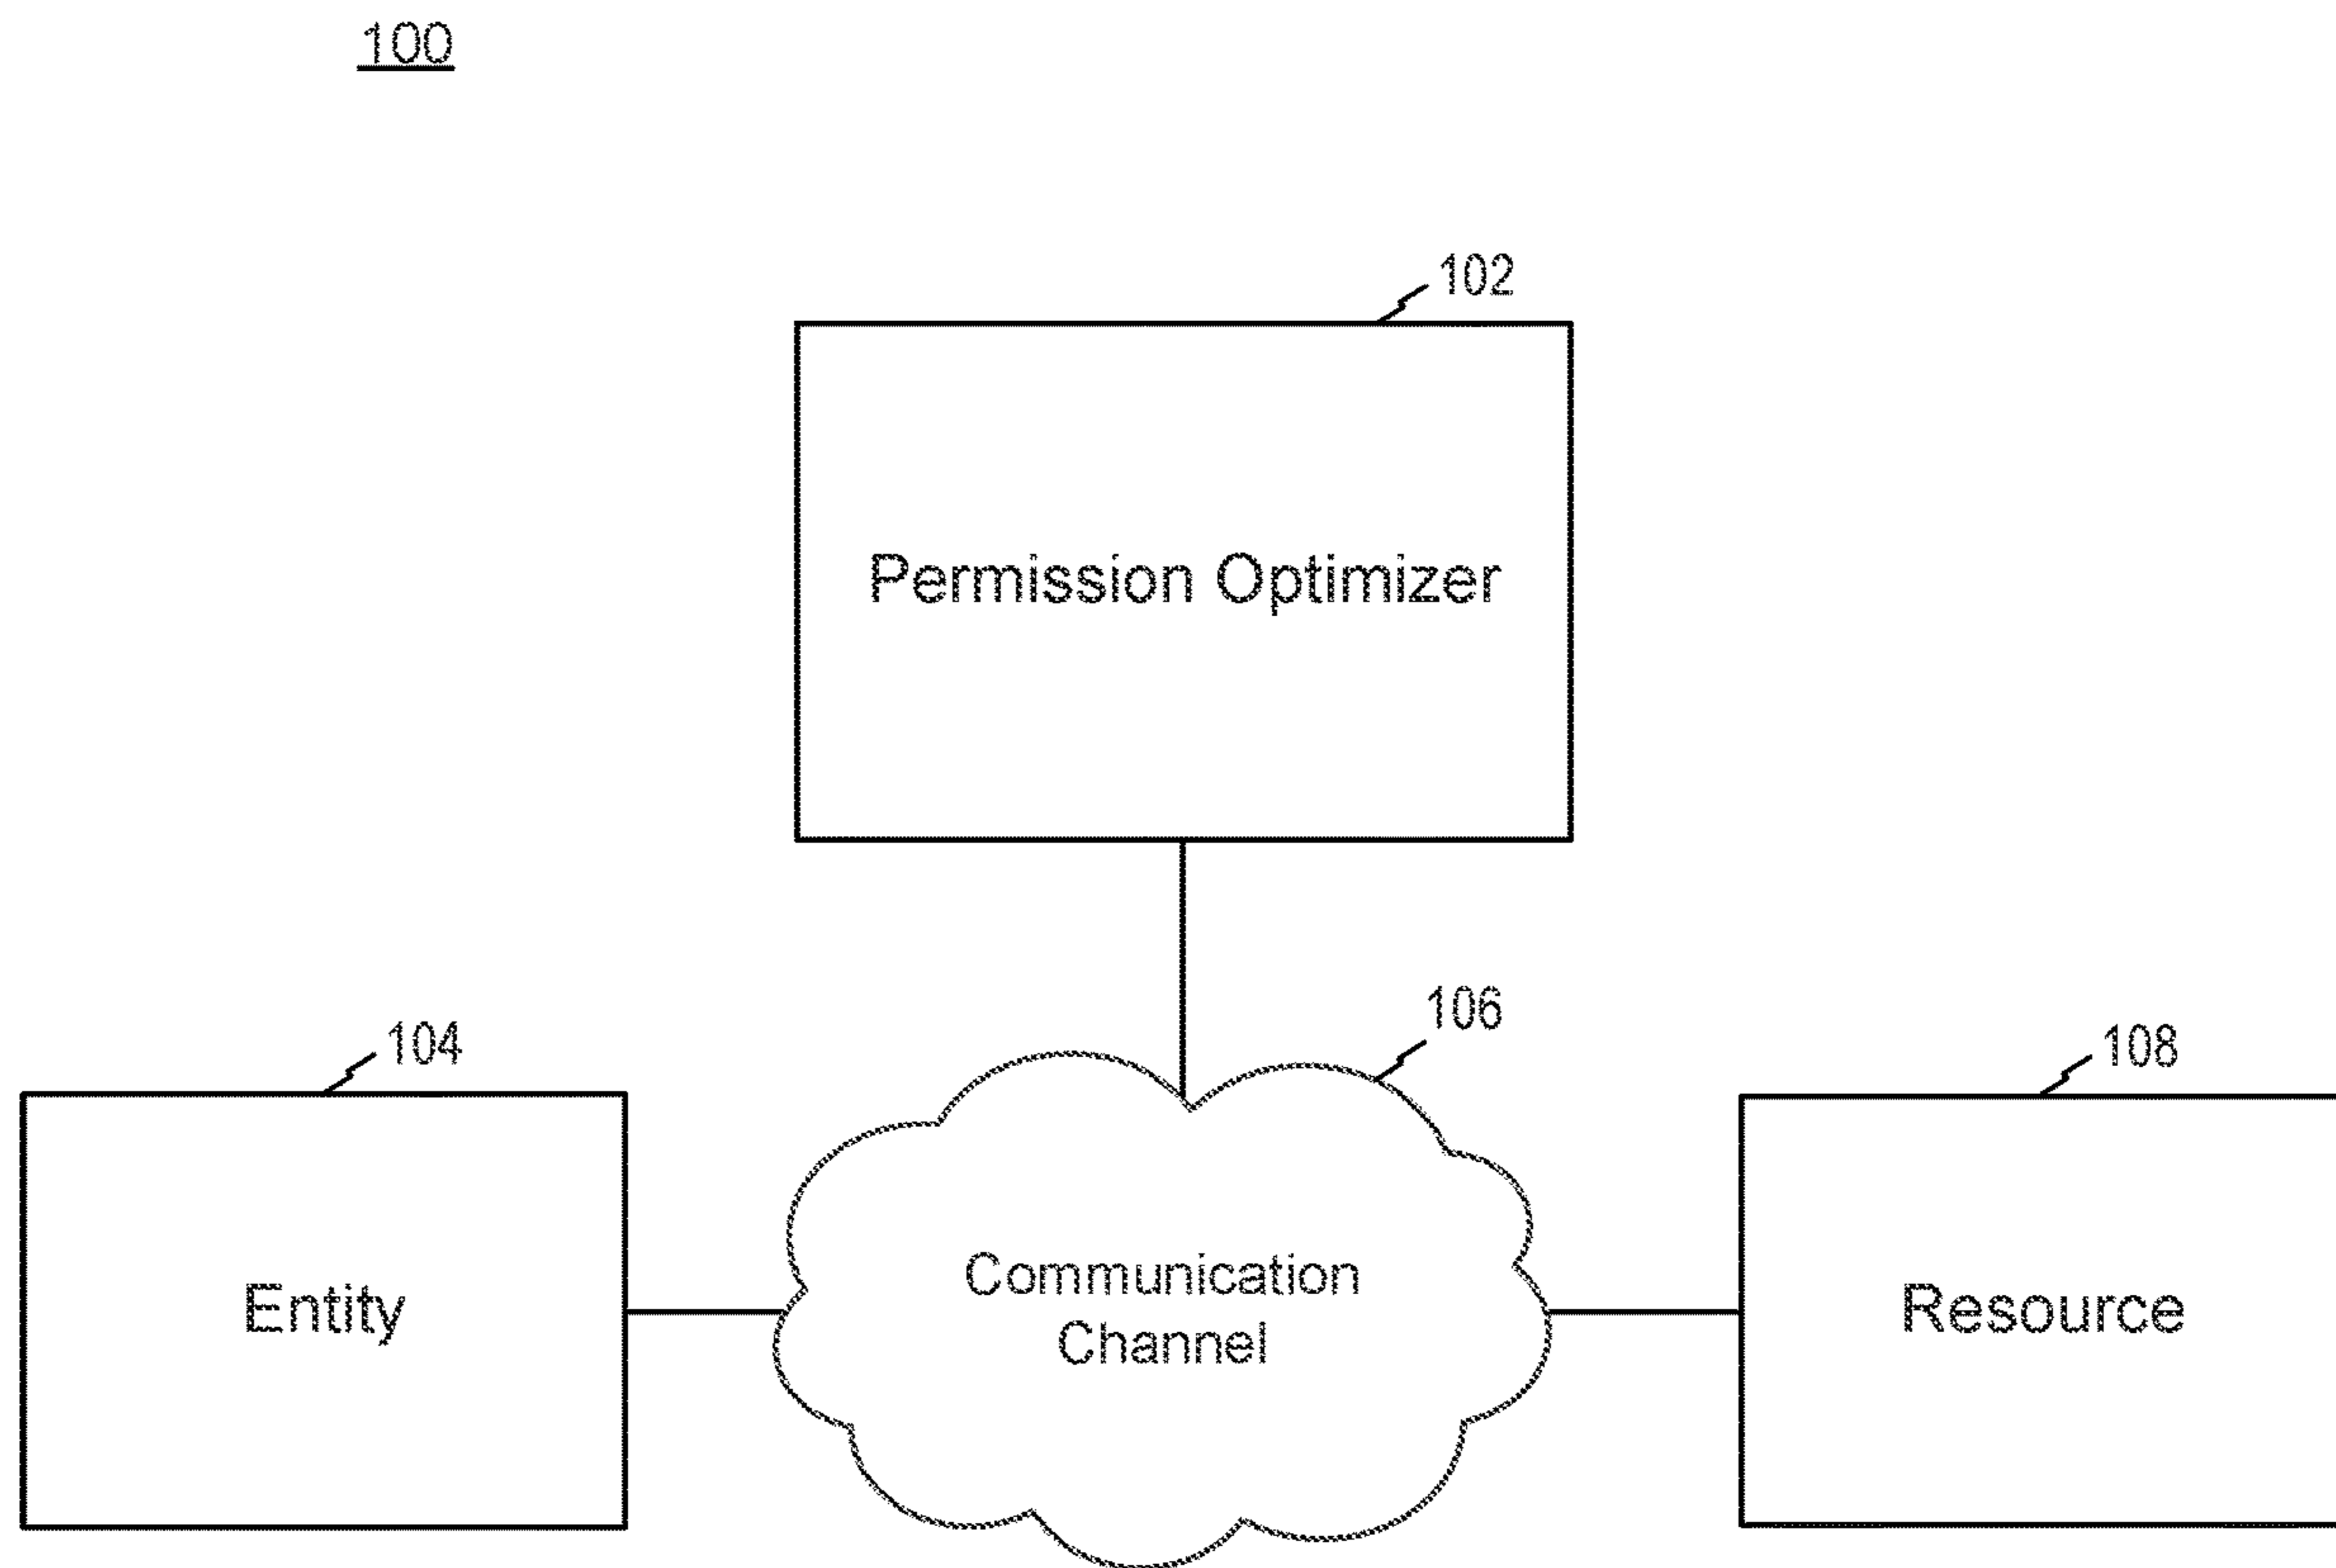 100
102
Permission Optimizer
106
104
108
Communication
Channel
Entity
Resource